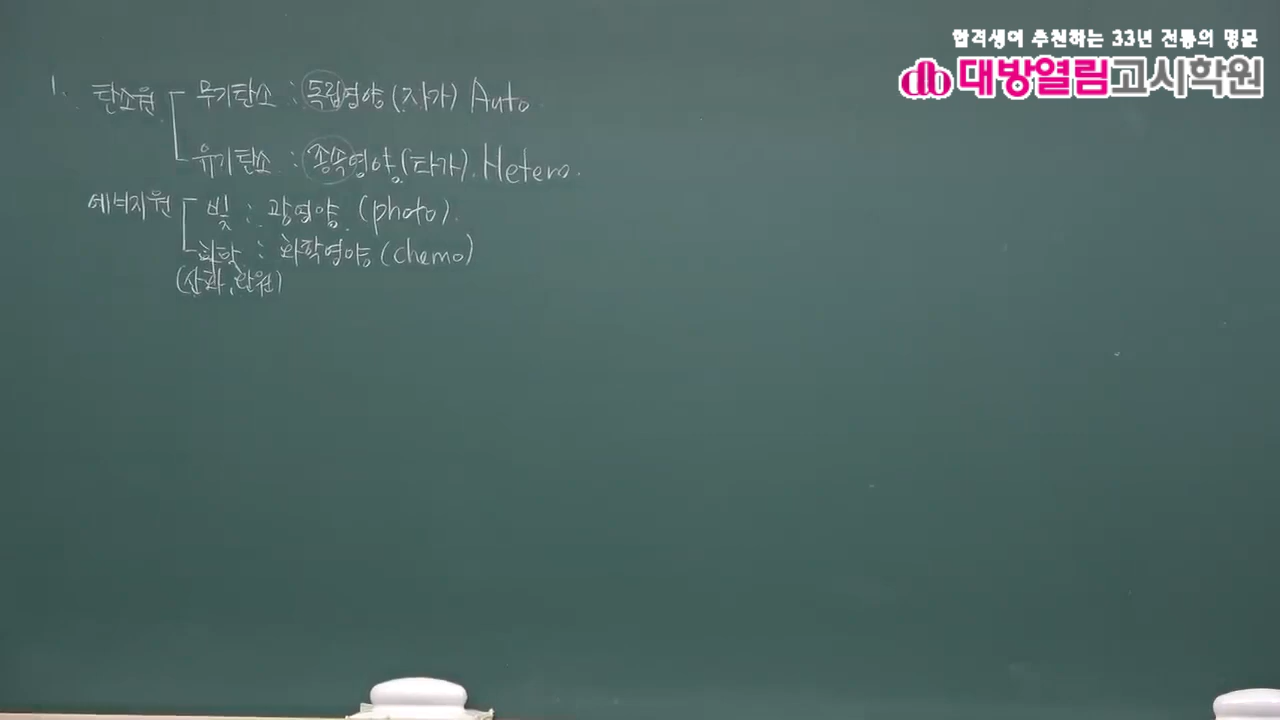 합격생이 추천하는 33년 전통의 명문
대방열림고시학원
1. 탄소원 무기탄소 : 독립영양 (자가) Auto
유기탄소 : 종속영양 (타가). Hetero.
에너지원 빛 : 광영양. (photo).
화학 : 화학영양 (chemo)
(산화, 환원)